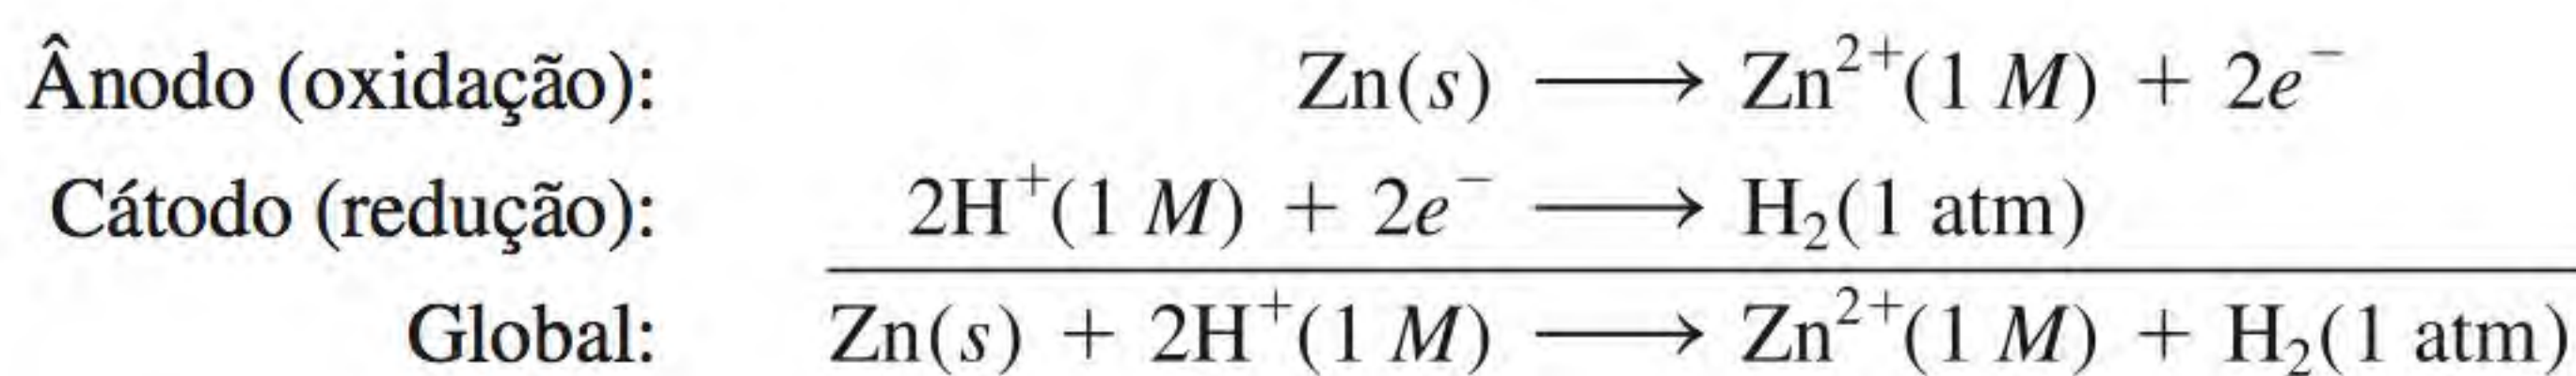 Ânodo (oxidação): Zn(s) ⟶ Zn²⁺(1 M) + 2e⁻
Cátodo (redução): 2H⁺(1 M) + 2e⁻ ⟶ H₂(1 atm)
Global: Zn(s) + 2H⁺(1 M) ⟶ Zn²⁺(1 M) + H₂(1 atm)